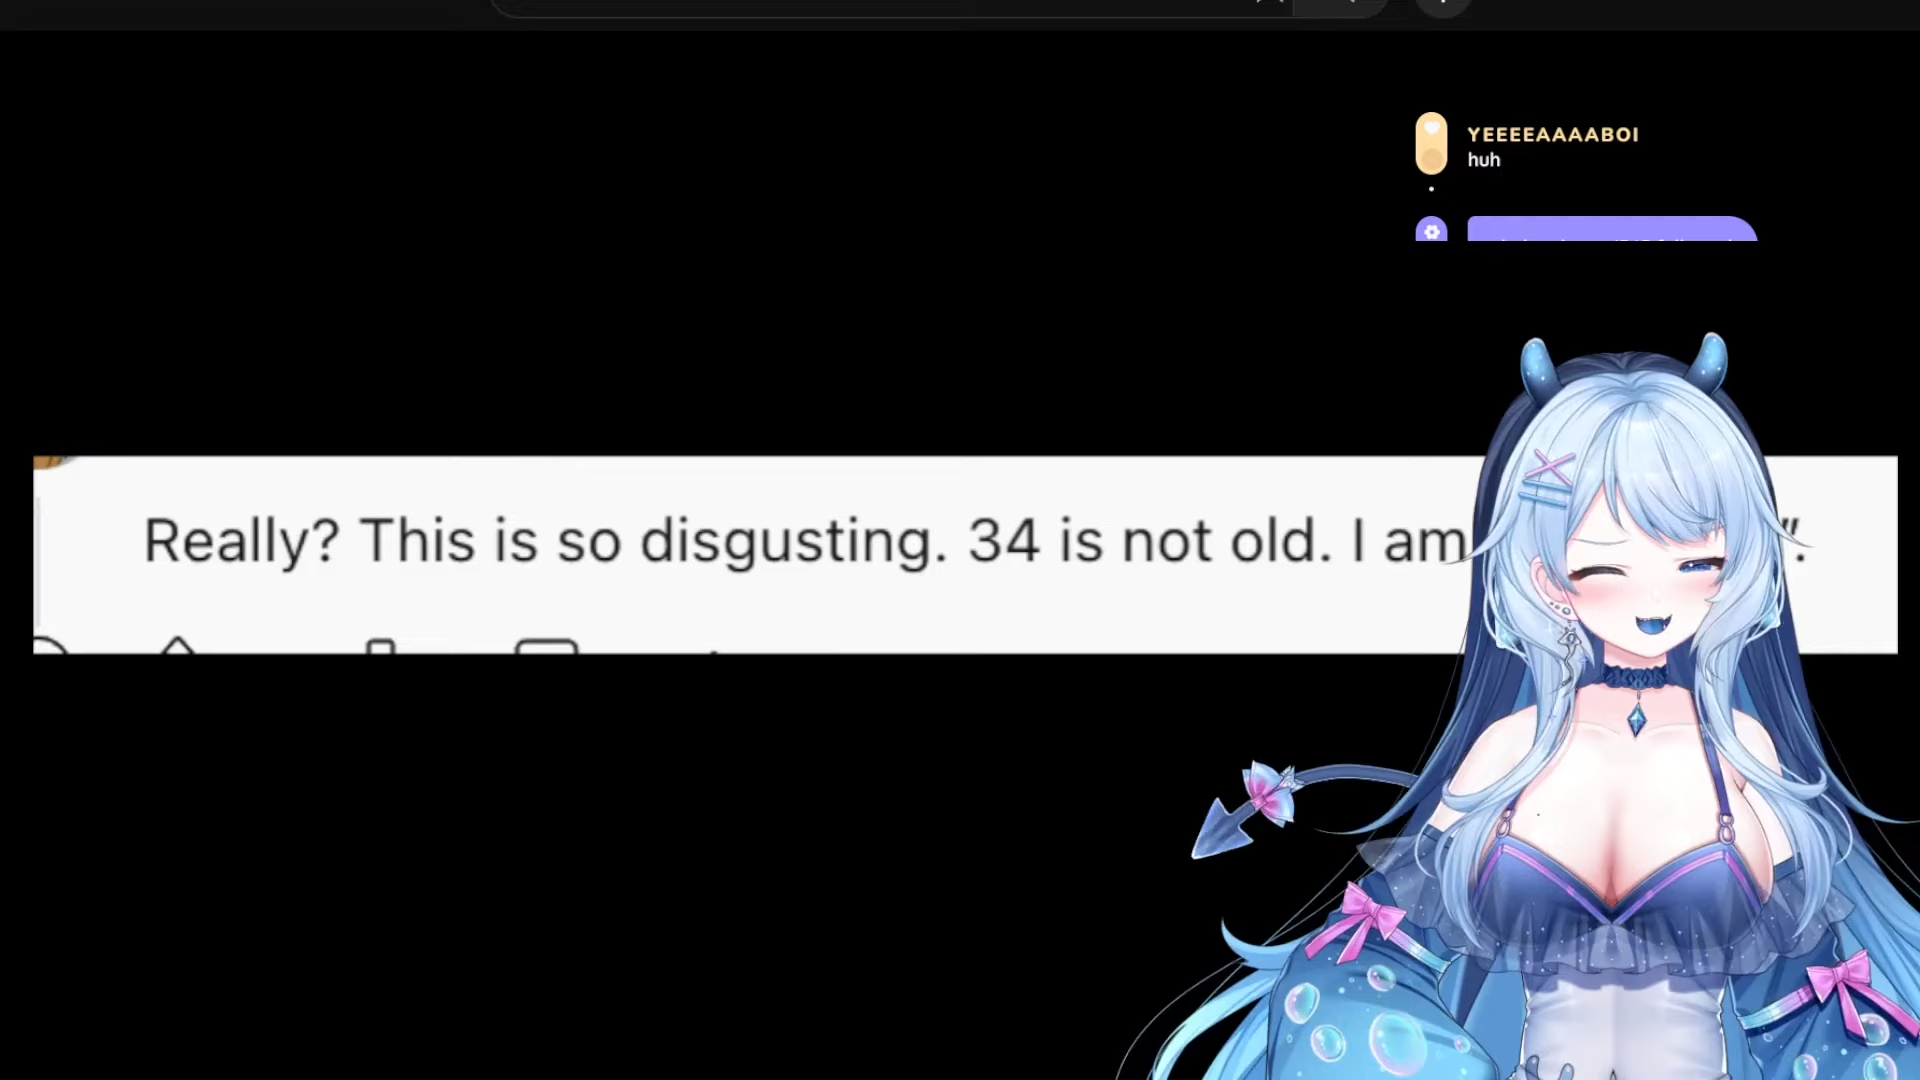 YEEEEAAAABOI
huh
Really? This is so disgusting. 34 is not old. I am ".